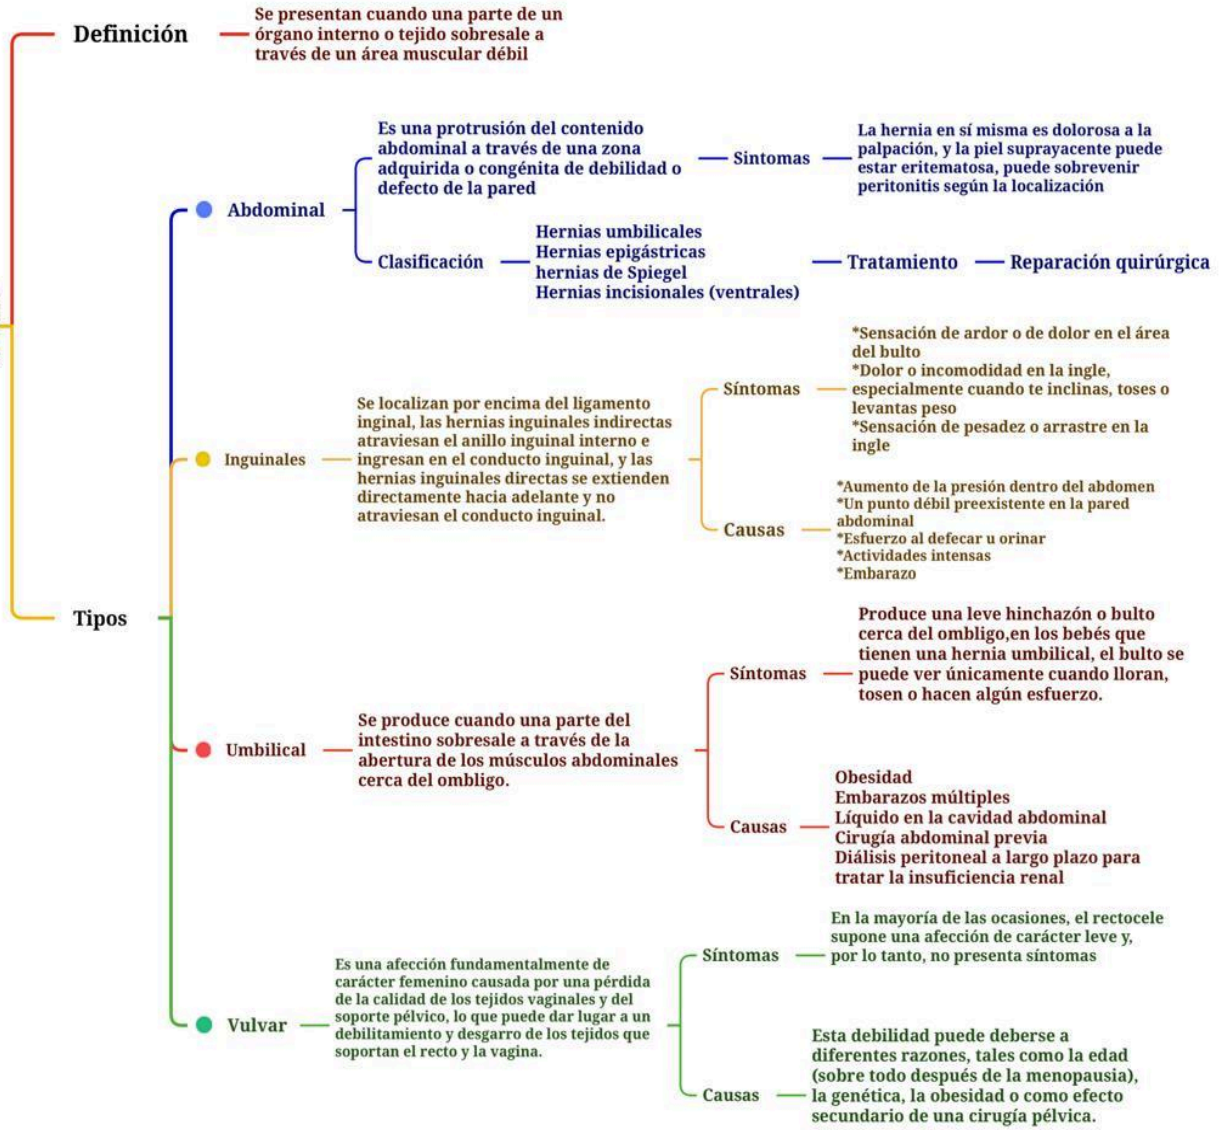 Definición
Se presentan cuando una parte de un
órgano interno o tejido sobresale a
través de un área muscular débil
Tipos
Abdominal
Es una protrusión del contenido
abdominal a través de una zona
adquirida o congénita de debilidad o
defecto de la pared
Sintomas
La hernia en sí misma es dolorosa a la
palpación, y la piel suprayacente puede
estar eritematosa, puede sobrevenir
peritonitis según la localización
Clasificación
Hernias umbilicales
Hernias epigástricas
hernias de Spiegel
Hernias incisionales (ventrales)
Tratamiento
Reparación quirúrgica
Inguinales
Se localizan por encima del ligamento
inginal, las hernias inguinales indirectas
atraviesan el anillo inguinal interno e
ingresan en el conducto inguinal, y las
hernias inguinales directas se extienden
directamente hacia adelante y no
atraviesan el conducto inguinal.
Síntomas
*Sensación de ardor o de dolor en el área
del bulto
*Dolor o incomodidad en la ingle,
especialmente cuando te inclinas, toses o
levantas peso
*Sensación de pesadez o arrastre en la
ingle
Causas
*Aumento de la presión dentro del abdomen
*Un punto débil preexistente en la pared
abdominal
*Esfuerzo al defecar u orinar
*Actividades intensas
*Embarazo
Umbilical
Se produce cuando una parte del
intestino sobresale a través de la
abertura de los músculos abdominales
cerca del ombligo.
Síntomas
Produce una leve hinchazón o bulto
cerca del ombligo,en los bebés que
tienen una hernia umbilical, el bulto se
puede ver únicamente cuando lloran,
tosen o hacen algún esfuerzo.
Causas
Obesidad
Embarazos múltiples
Líquido en la cavidad abdominal
Cirugía abdominal previa
Diálisis peritoneal a largo plazo para
tratar la insuficiencia renal
Vulvar
Es una afección fundamentalmente de
carácter femenino causada por una pérdida
de la calidad de los tejidos vaginales y del
soporte pélvico, lo que puede dar lugar a un
debilitamiento y desgarro de los tejidos que
soportan el recto y la vagina.
Síntomas
En la mayoría de las ocasiones, el rectocele
supone una afección de carácter leve y,
por lo tanto, no presenta síntomas
Causas
Esta debilidad puede deberse a
diferentes razones, tales como la edad
(sobre todo después de la menopausia),
la genética, la obesidad o como efecto
secundario de una cirugía pélvica.